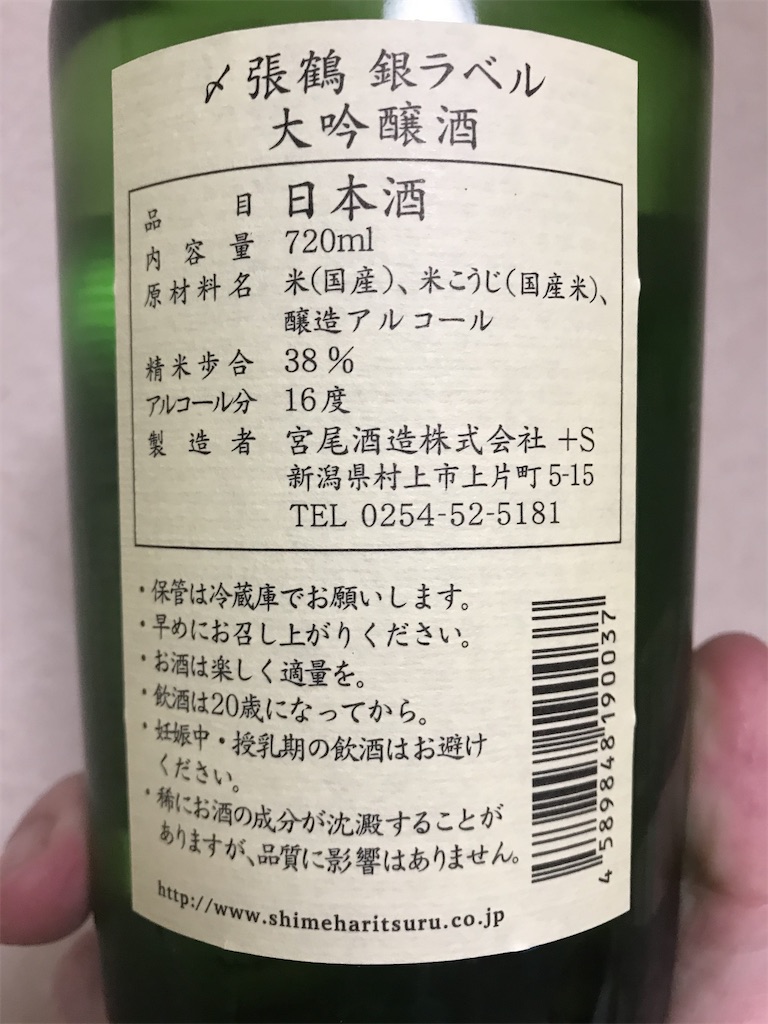 〆張鶴 銀ラベル
大吟醸酒
品目 日本酒
内容量 720ml
原材料名 米(国産)、米こうじ(国産米)、
醸造アルコール
精米歩合 38%
アルコール分 16度
製造者 宮尾酒造株式会社 +S
新潟県村上市上片町5-15
TEL 0254-52-5181
・保管は冷蔵庫でお願いします。
・早めにお召し上がりください。
・お酒は楽しく適量を。
・飲酒は20歳になってから。
・妊娠中・授乳期の飲酒はお避け
ください。
・稀にお酒の成分が沈澱することが
ありますが、品質に影響はありません。
http://www.shimeharitsuru.co.jp
4 589848 190037